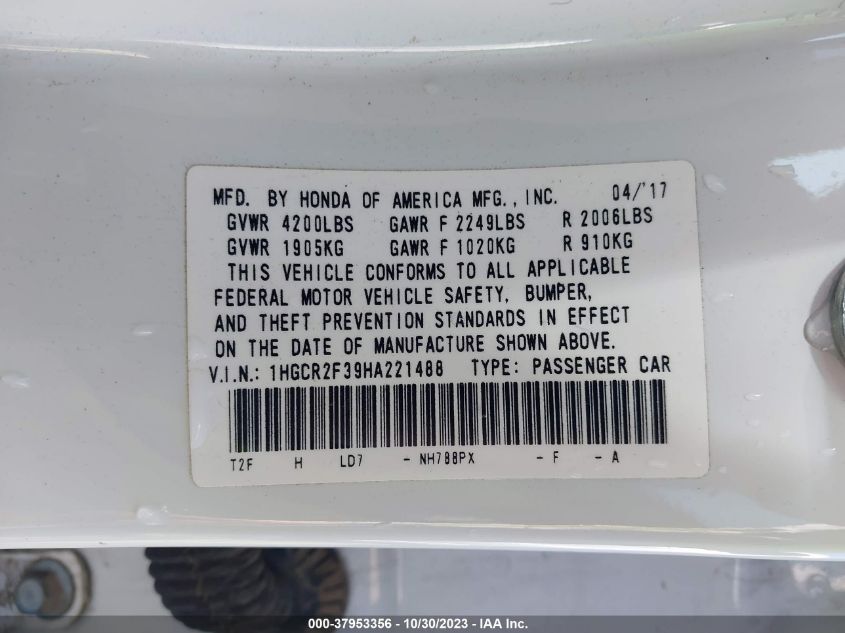 MFD. BY HONDA OF AMERICA MFG., INC. 04/'17
GVWR 4200LBS GAWR F 2249LBS R 2006LBS
GVWR 1905KG GAWR F 1020KG R 910KG
THIS VEHICLE CONFORMS TO ALL APPLICABLE
FEDERAL MOTOR VEHICLE SAFETY, BUMPER,
AND THEFT PREVENTION STANDARDS IN EFFECT
ON THE DATE OF MANUFACTURE SHOWN ABOVE.
V.I.N.: 1HGCR2F39HA221488 TYPE: PASSENGER CAR
T2F H LD7 - NH788PX - F - A
000-37953356 - 10/30/2023 - IAA Inc.